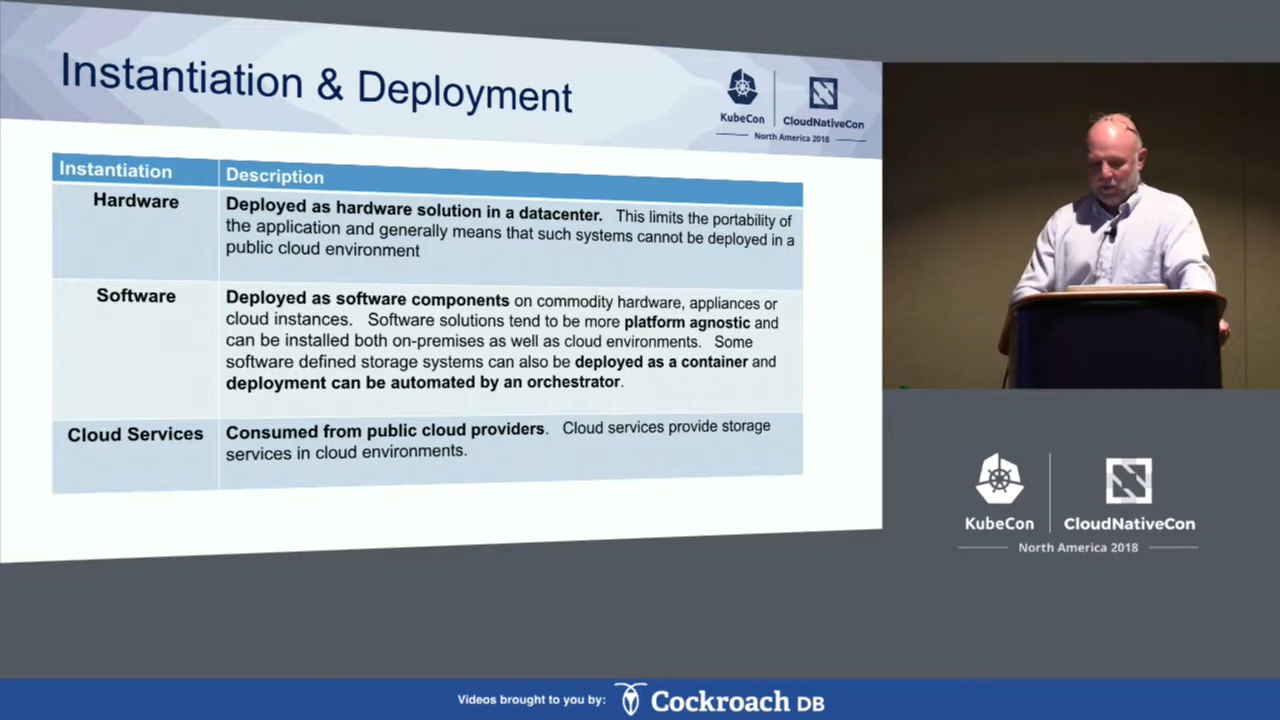 Instantiation & Deployment
KubeCon
CloudNativeCon
North America 2018
Instantiation
Description
Hardware
Deployed as hardware solution in a datacenter. This limits the portability of
the application and generally means that such systems cannot be deployed in a
public cloud environment
Software
Deployed as software components on commodity hardware, appliances or
cloud instances. Software solutions tend to be more platform agnostic and
can be installed both on-premises as well as cloud environments. Some
software defined storage systems can also be deployed as a container and
deployment can be automated by an orchestrator.
Cloud Services
Consumed from public cloud providers. Cloud services provide storage
services in cloud environments.
KubeCon
CloudNativeCon
North America 2018
Videos brought to you by:
Cockroach DB